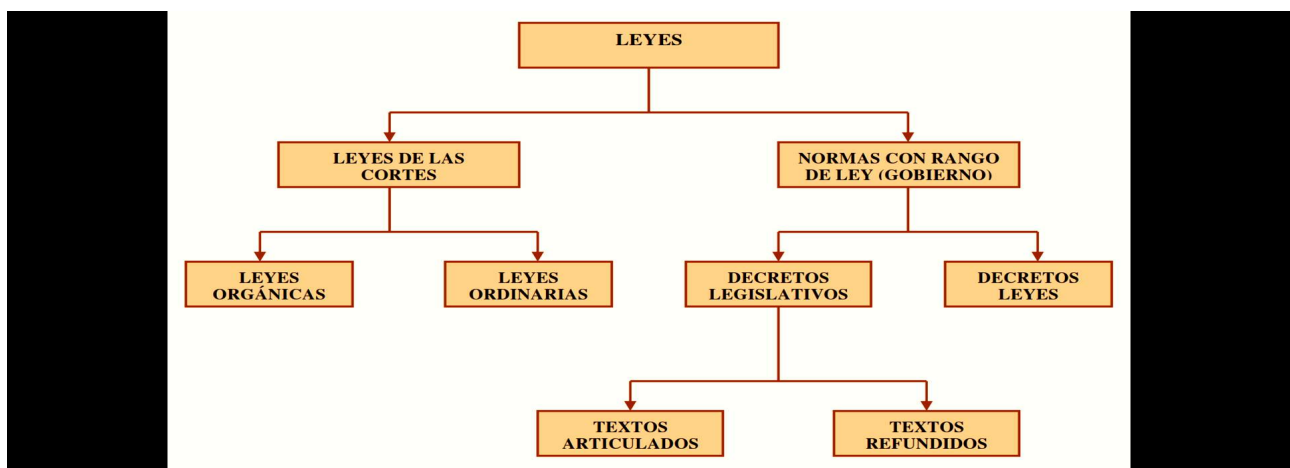 LEYES
LEYES DE LAS
CORTES
NORMAS CON RANGO
DE LEY (GOBIERNO)
LEYES
ORGÁNICAS
LEYES
ORDINARIAS
DECRETOS
LEGISLATIVOS
DECRETOS
LEYES
TEXTOS
ARTICULADOS
TEXTOS
REFUNDIDOS